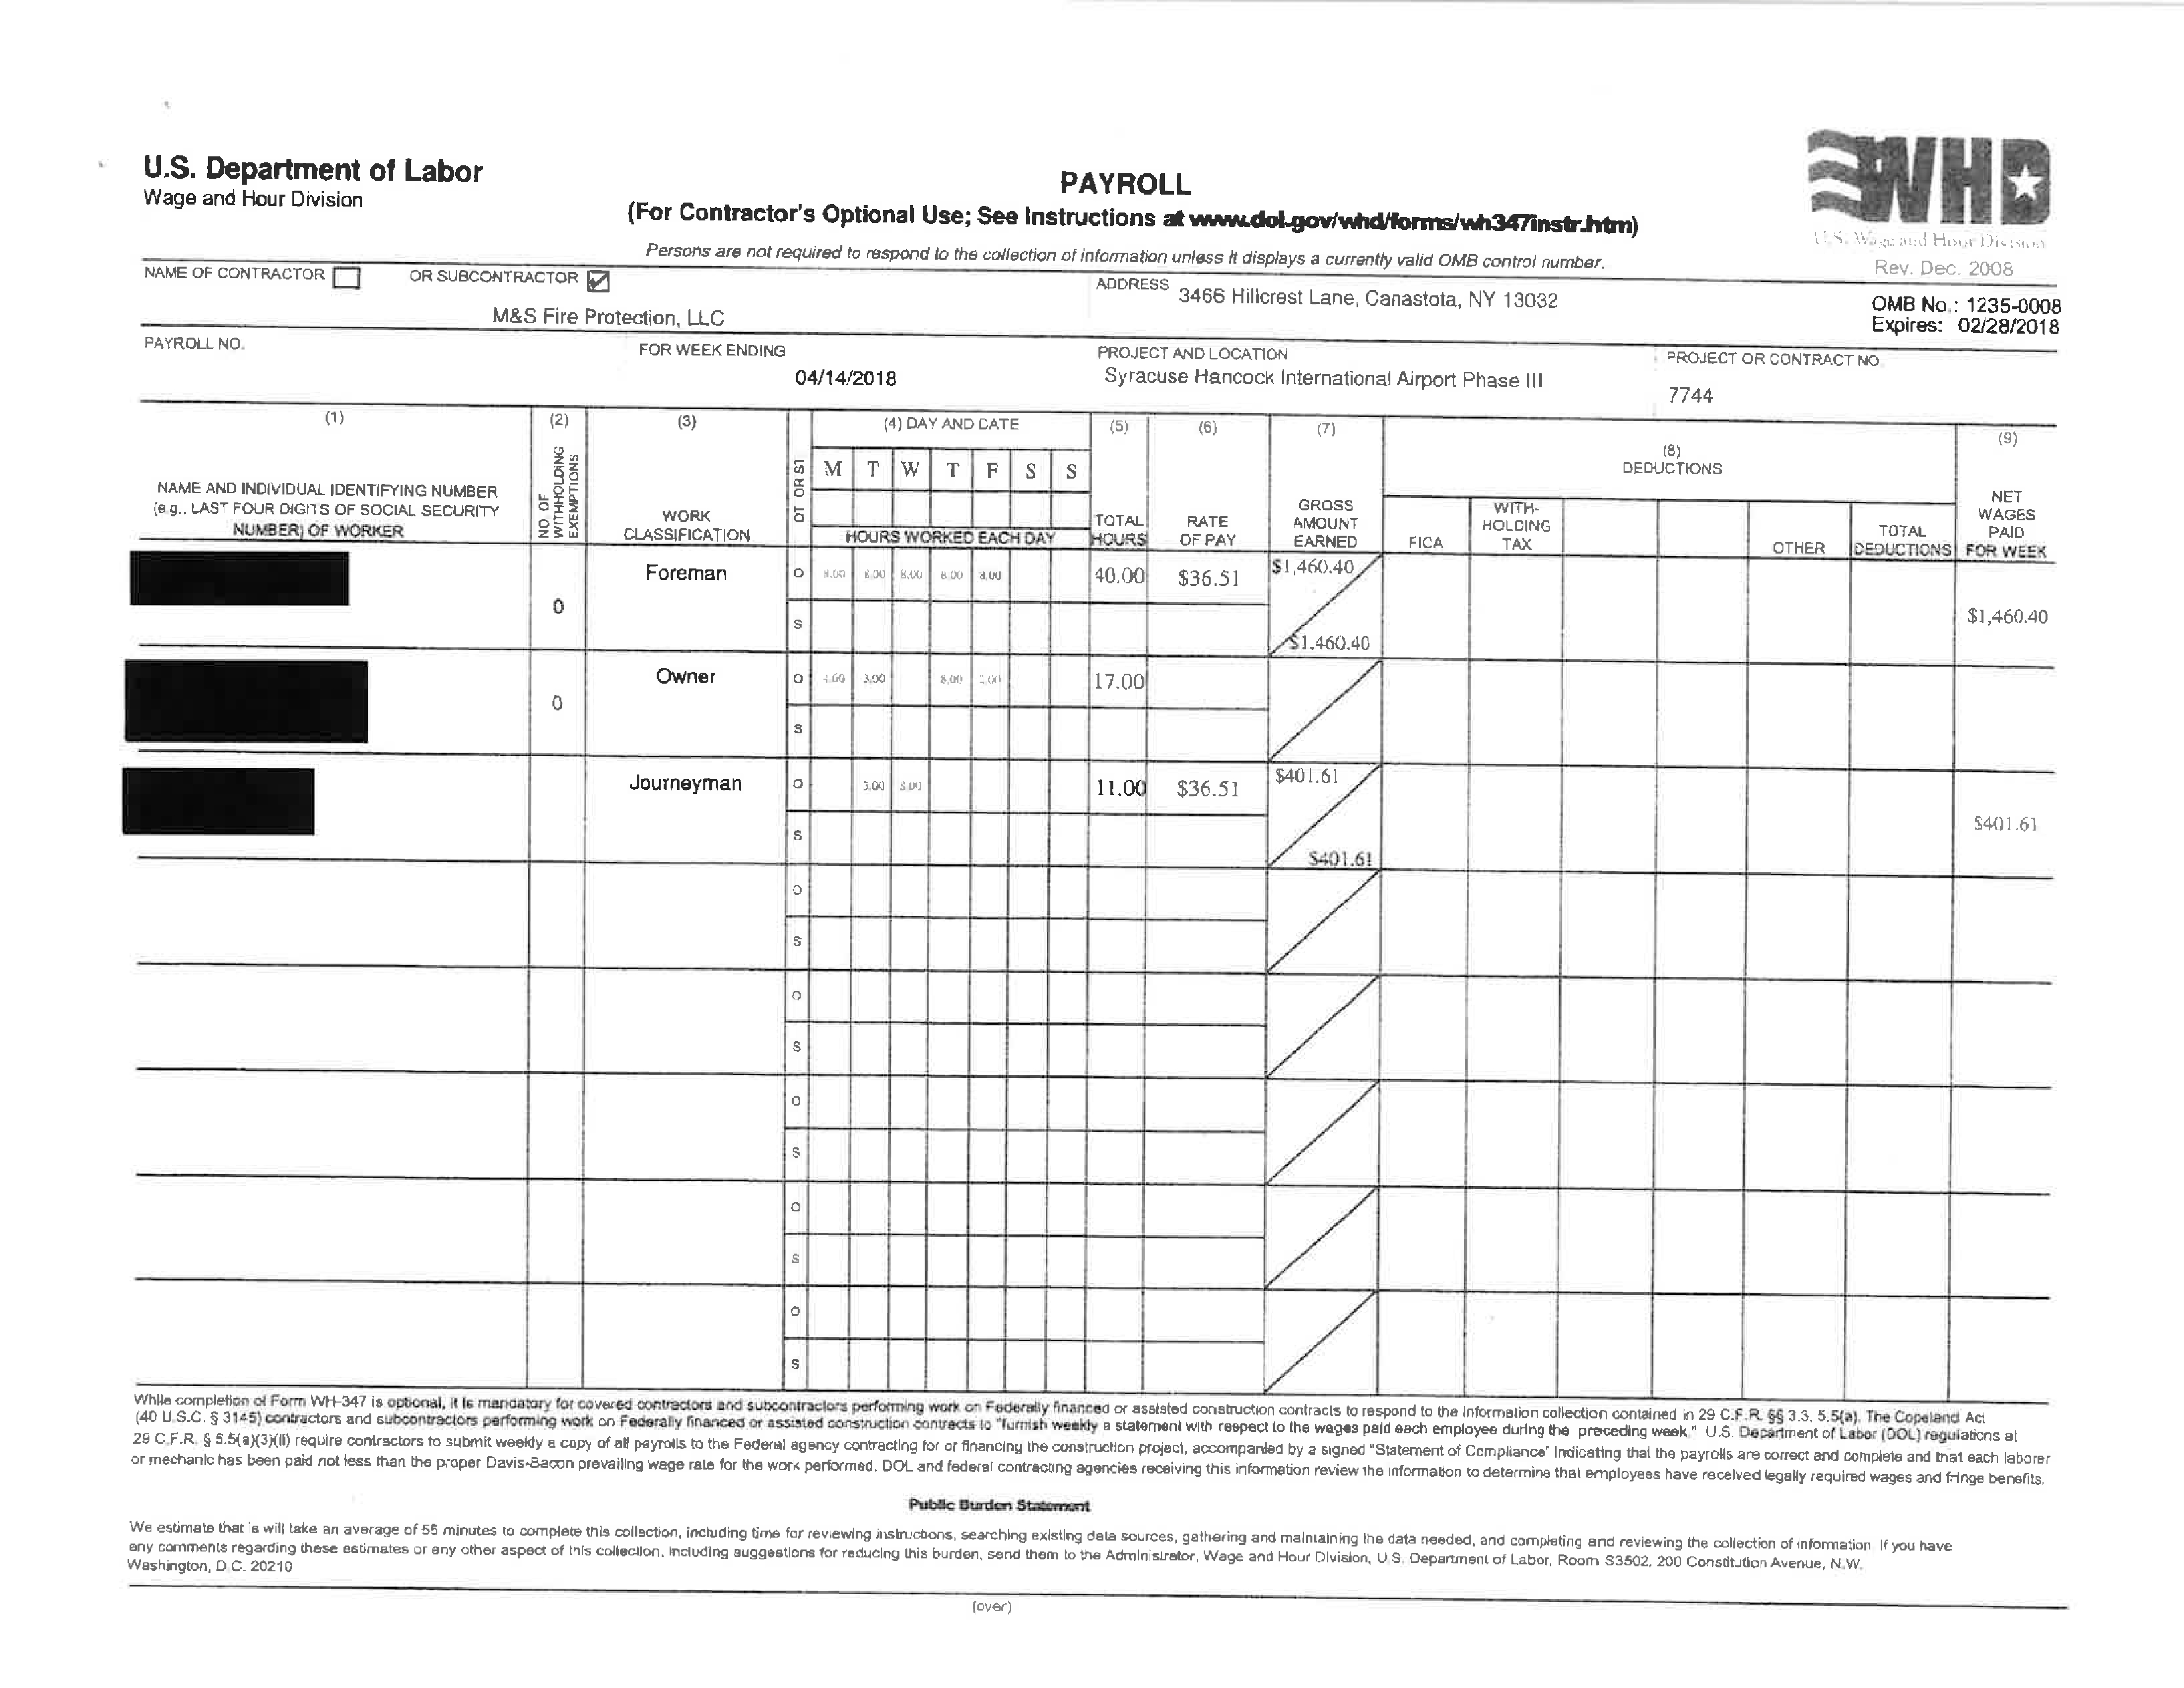 U.S. Department of Labor
Wage and Hour Division
PAYROLL
(For Contractor's Optional Use; See Instructions at www.dol.gov/whd/forms/wh347instr.htm)
Persons are not required to respond to the collection of information unless it displays a currently valid OMB control number.
WHD
U.S. Wage and Hour Division
Rev. Dec. 2008
NAME OF CONTRACTOR OR SUBCONTRACTOR
M&S Fire Protection, LLC
ADDRESS 3466 Hillcrest Lane, Canastota, NY 13032
OMB No.: 1235-0008
Expires: 02/28/2018
PAYROLL NO.
FOR WEEK ENDING
04/14/2018
PROJECT AND LOCATION
Syracuse Hancock International Airport Phase III
PROJECT OR CONTRACT NO
7744
(1)
NAME AND INDIVIDUAL IDENTIFYING NUMBER
(e.g., LAST FOUR DIGITS OF SOCIAL SECURITY
NUMBER) OF WORKER
(2)
NO OF
WITHHOLDING
EXEMPTIONS
(3)
WORK
CLASSIFICATION
OT OR ST
(4) DAY AND DATE
M T W T F S S
HOURS WORKED EACH DAY
(5)
TOTAL
HOURS
(6)
RATE
OF PAY
(7)
GROSS
AMOUNT
EARNED
(8)
DEDUCTIONS
FICA
WITH-
HOLDING
TAX
OTHER
TOTAL
DEDUCTIONS
(9)
NET
WAGES
PAID
FOR WEEK
0 Foreman O 8.00 8.00 8.00 8.00 8.00 40.00 $36.51 $1,460.40
S $1,460.40 $1,460.40
0 Owner O 3.00 8.00 17.00
S
Journeyman O 3.00 11.00 $36.51 $401.61
S $401.61 $401.61
O
S
O
S
O
S
O
S
O
S
While completion of Form WH-347 is optional, it is mandatory for covered contractors and subcontractors performing work on Federally financed or assisted construction contracts to respond to the information collection contained in 29 C.F.R. §§ 3.3, 5.5(a). The Copeland Act
(40 U.S.C. § 3145) contractors and subcontractors performing work on Federally financed or assisted construction contracts to "furnish weekly a statement with respect to the wages paid each employee during the preceding week." U.S. Department of Labor (DOL) regulations at
29 C.F.R. § 5.5(a)(3)(ii) require contractors to submit weekly a copy of all payrolls to the Federal agency contracting for or financing the construction project, accompanied by a signed "Statement of Compliance" indicating that the payrolls are correct and complete and that each laborer
or mechanic has been paid not less than the proper Davis-Bacon prevailing wage rate for the work performed. DOL and federal contracting agencies receiving this information review the information to determine that employees have received legally required wages and fringe benefits.
Public Burden Statement
We estimate that is will take an average of 55 minutes to complete this collection, including time for reviewing instructions, searching existing data sources, gathering and maintaining the data needed, and completing and reviewing the collection of information If you have
any comments regarding these estimates or any other aspect of this collection, including suggestions for reducing this burden, send them to the Administrator, Wage and Hour Division, U.S. Department of Labor, Room S3502, 200 Constitution Avenue, N.W.
Washington, D.C. 20210
(over)